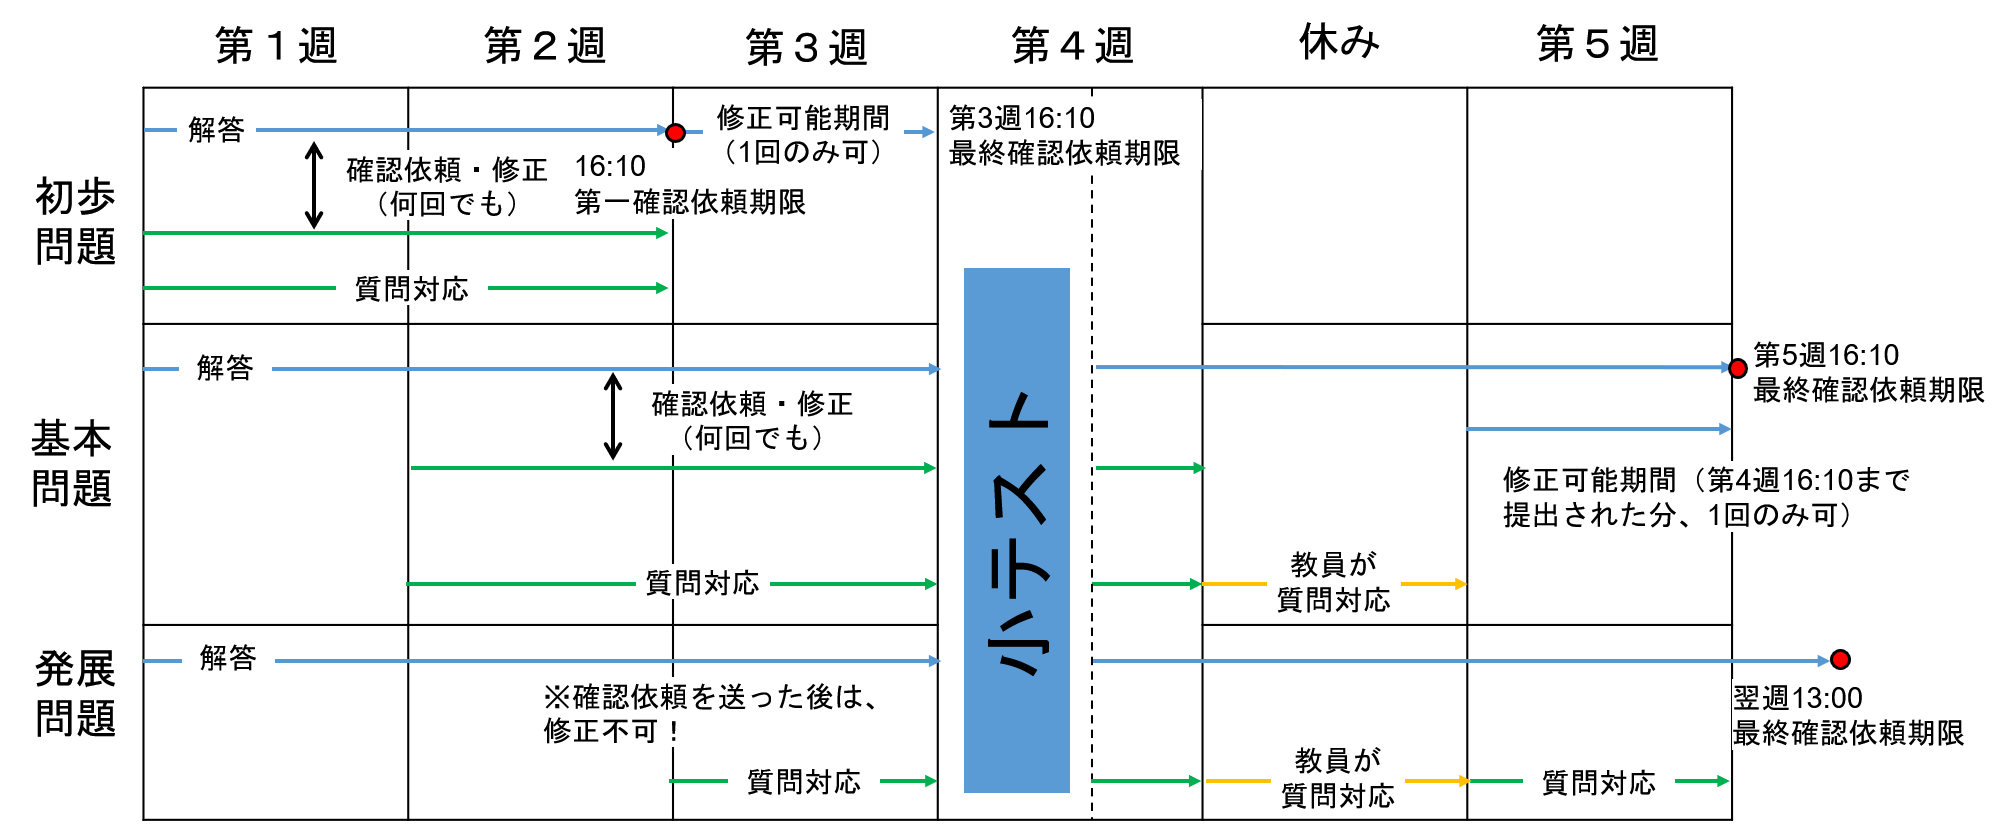 第１週
第２週
第３週
第４週
休み
第５週
初歩
問題
解答
確認依頼・修正
（何回でも）
16:10
第一確認依頼期限
修正可能期間
（1回のみ可）
第3週16:10
最終確認依頼期限
質問対応
基本
問題
解答
確認依頼・修正
（何回でも）
第5週16:10
最終確認依頼期限
修正可能期間（第4週16:10まで
提出された分、1回のみ可）
質問対応
教員が
質問対応
小テスト
発展
問題
解答
※確認依頼を送った後は、
修正不可！
質問対応
教員が
質問対応
質問対応
翌週13:00
最終確認依頼期限